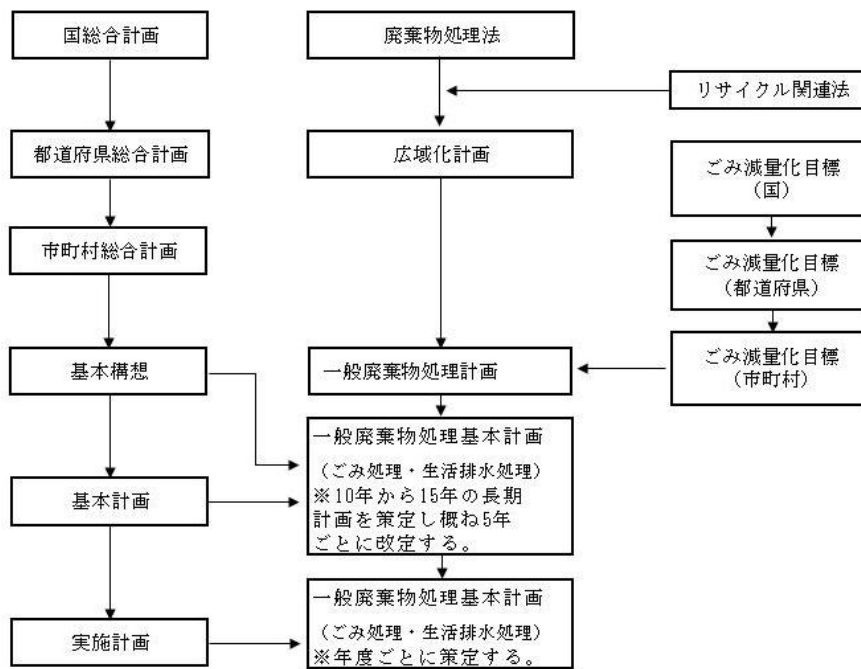 国総合計画
廃棄物処理法
リサイクル関連法
都道府県総合計画
広域化計画
ごみ減量化目標
(国)
市町村総合計画
ごみ減量化目標
(都道府県)
基本構想
一般廃棄物処理計画
ごみ減量化目標
(市町村)
一般廃棄物処理基本計画
(ごみ処理・生活排水処理)
※10年から15年の長期
計画を策定し概ね5年
ごとに改定する。
基本計画
一般廃棄物処理基本計画
(ごみ処理・生活排水処理)
※年度ごとに策定する。
実施計画